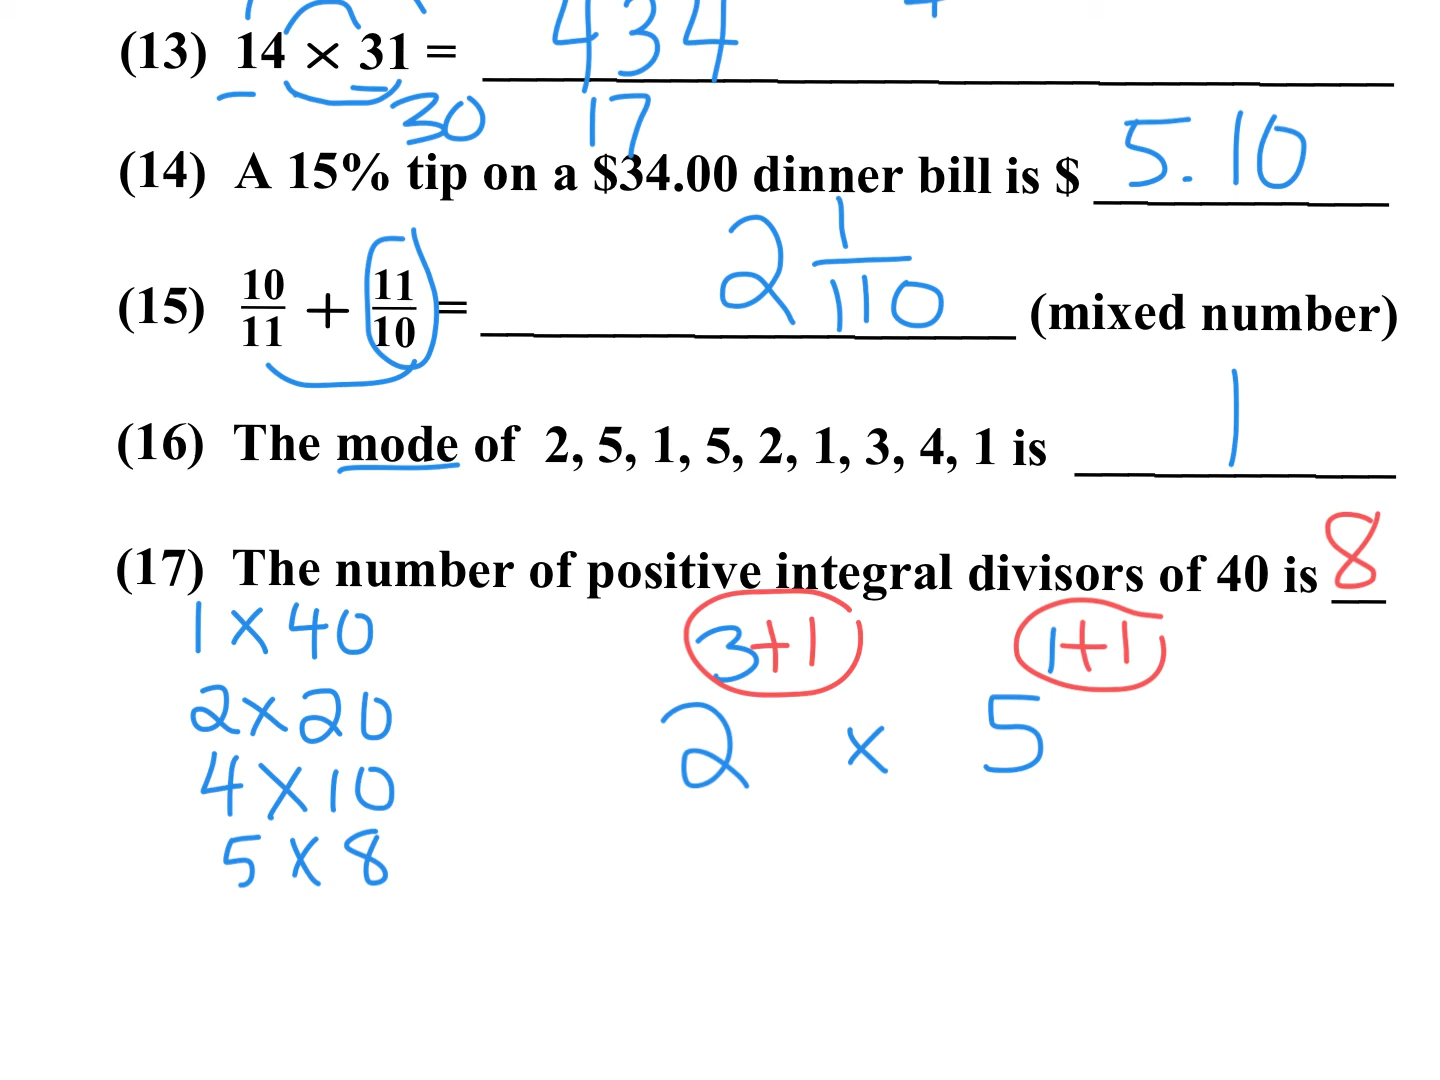 (13) 14 × 31 = 434
30 17
(14) A 15% tip on a $34.00 dinner bill is $ 5.10
(15) 10/11 + 11/10 = 2 1/110 (mixed number)
(16) The mode of 2, 5, 1, 5, 2, 1, 3, 4, 1 is 1
(17) The number of positive integral divisors of 40 is 8
1 × 40 3+1 1+1
2 × 20 2 × 5
4 × 10
5 × 8